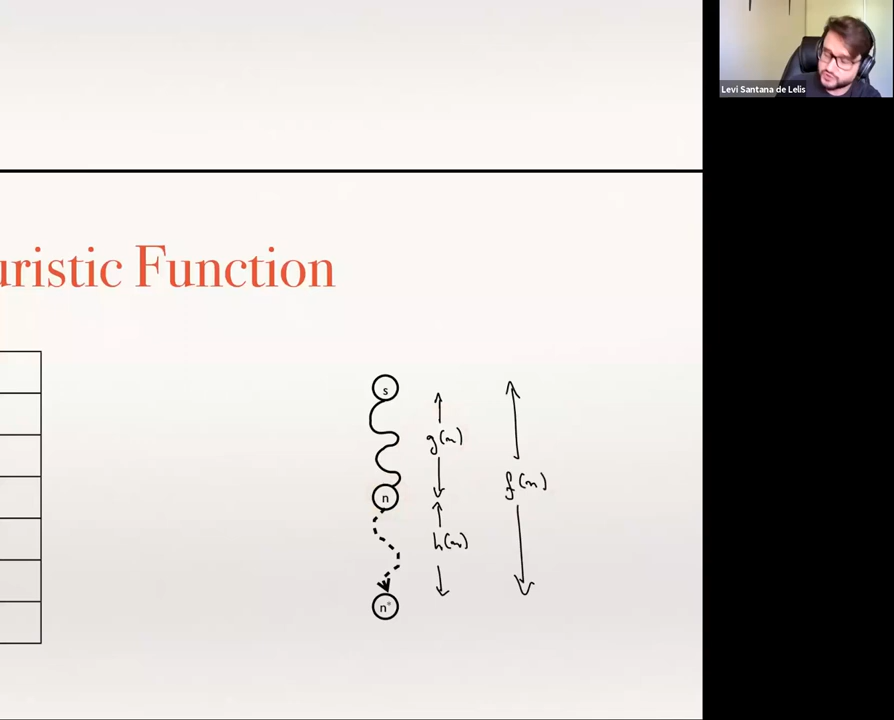 Levi Santana de Lelis
uristic Function
s
g(n)
f(n)
n
h(n)
n*